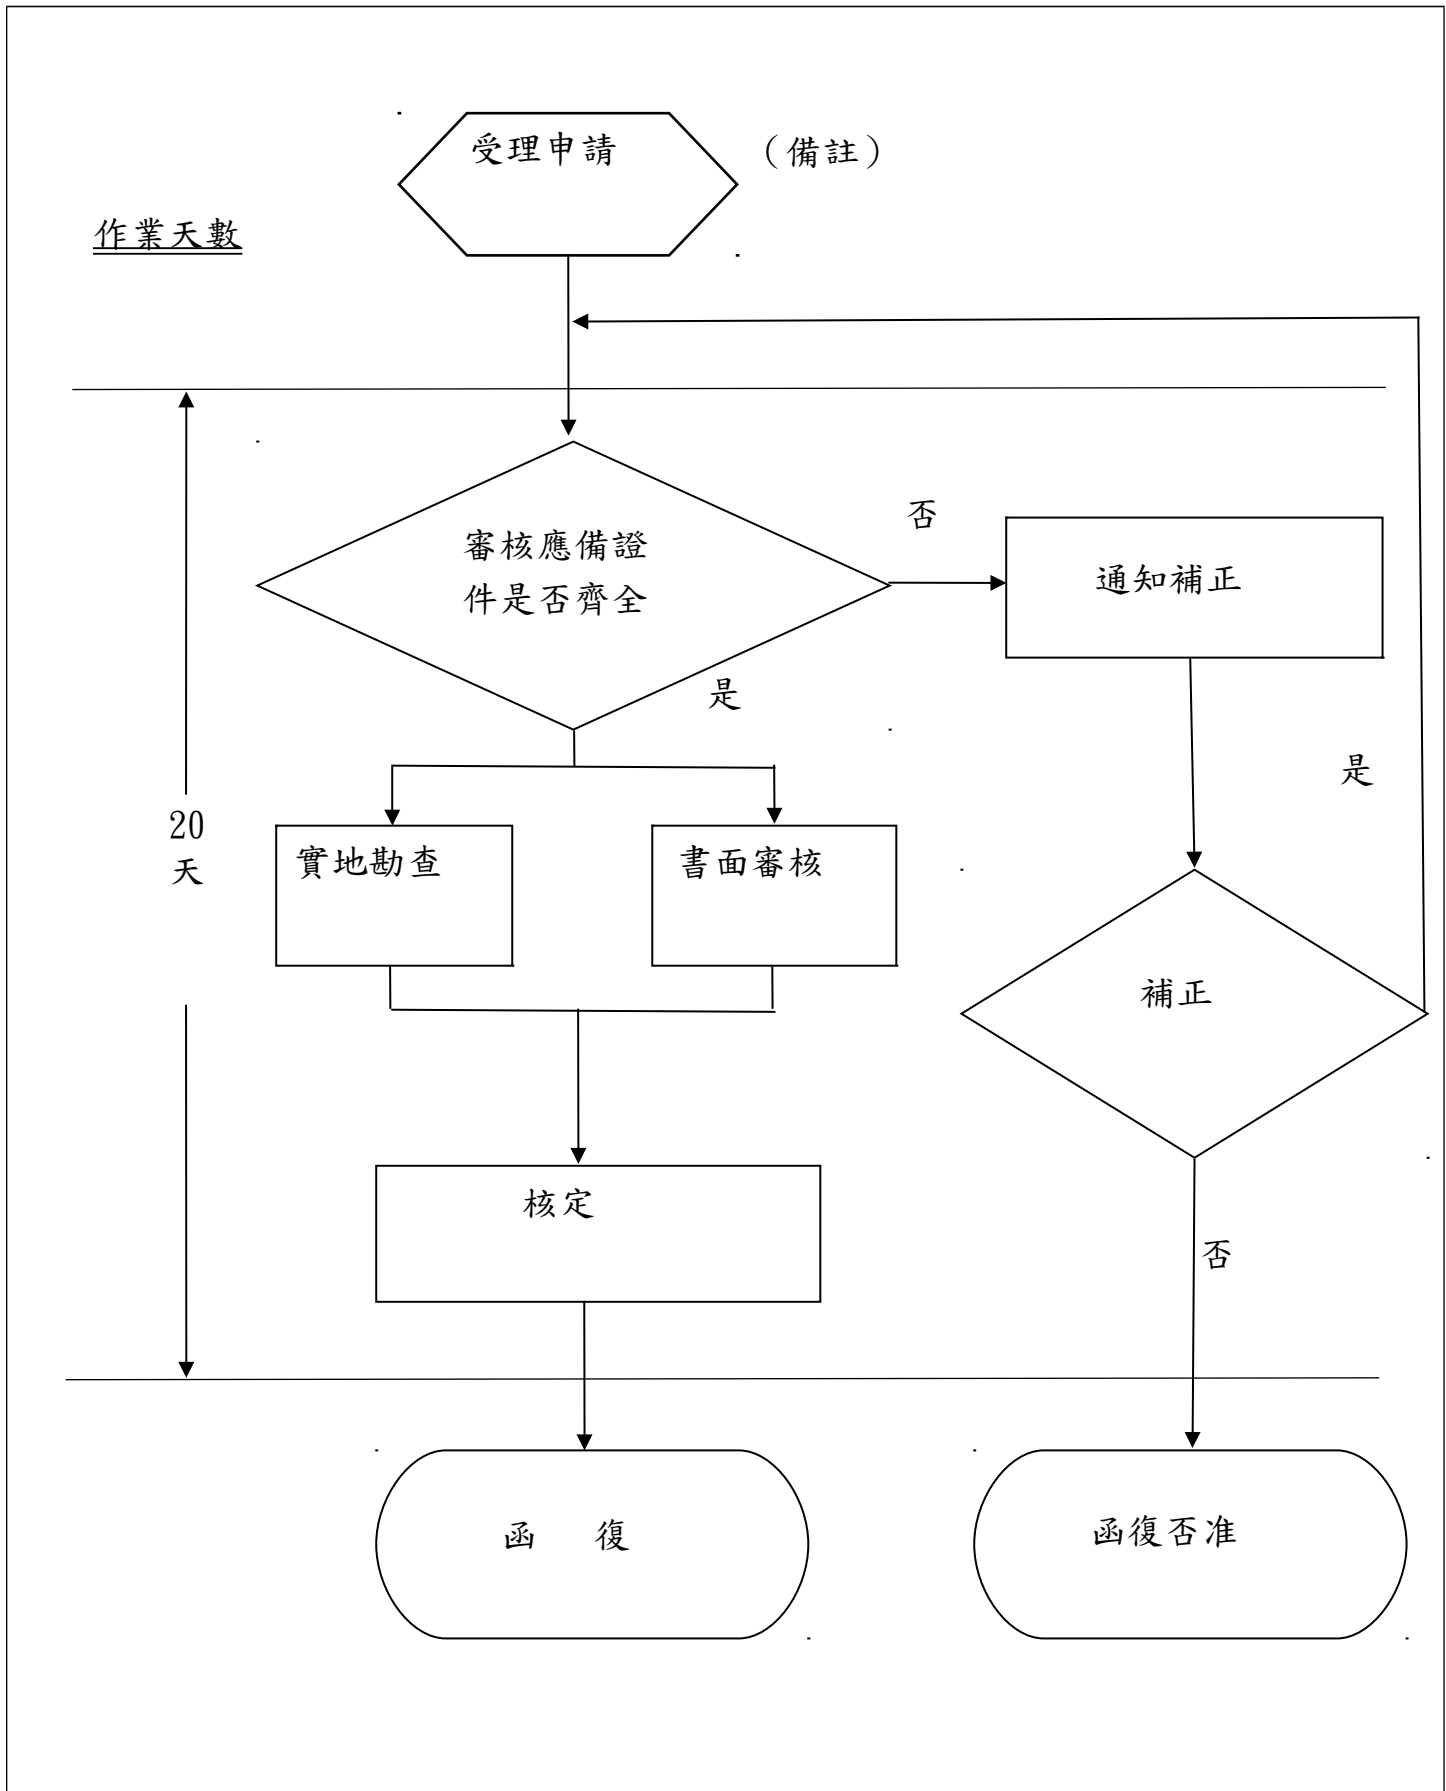 受理申請
（備註）
作業天數
審核應備證
件是否齊全
否
通知補正
是
是
20
天
實地勘查
書面審核
補正
核定
否
函 復
函復否准